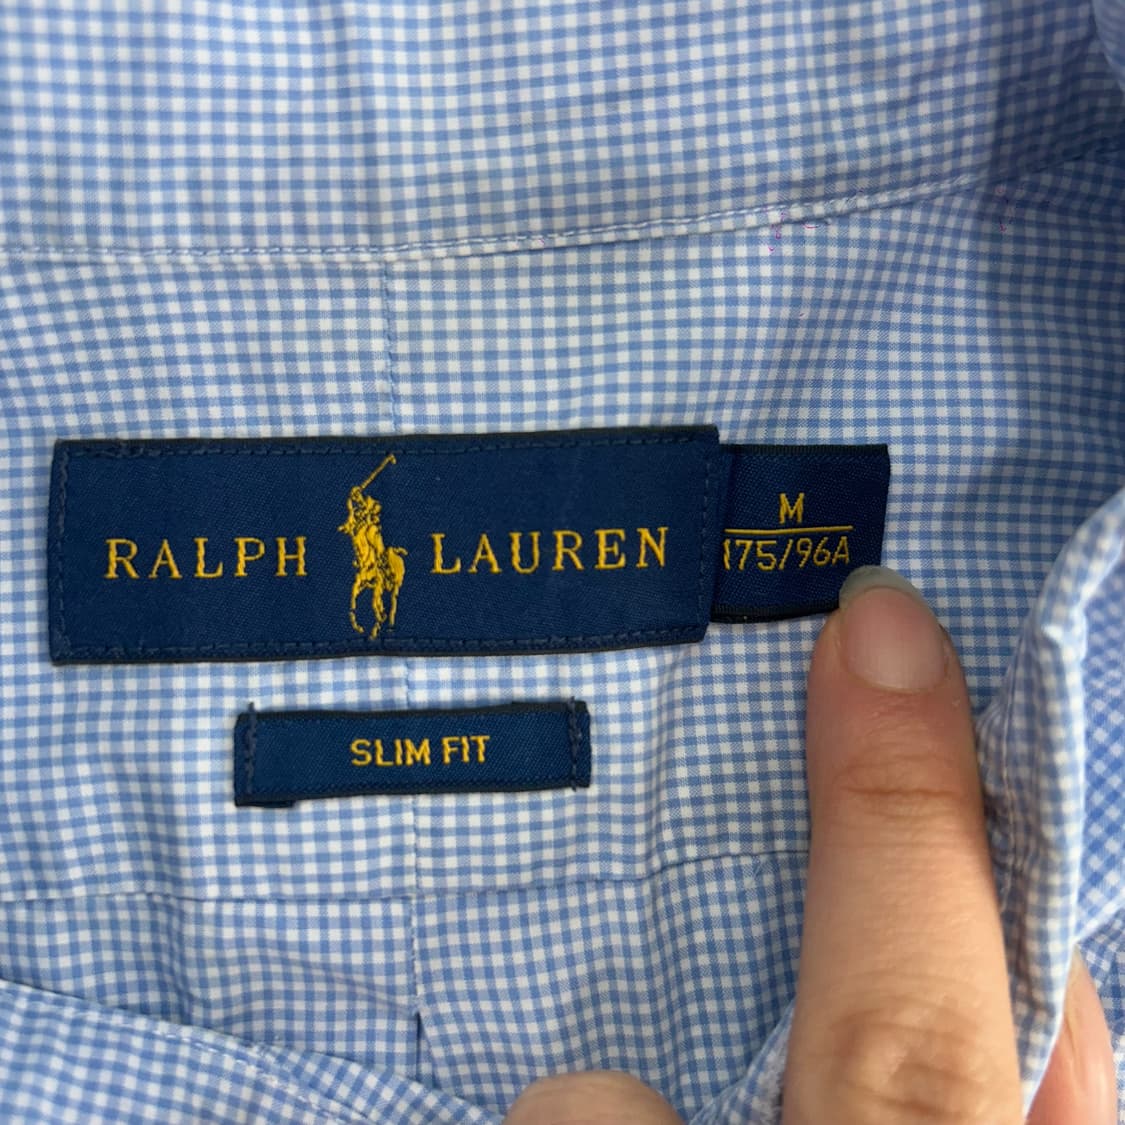 RALPH LAUREN
M
175/96A
SLIM FIT